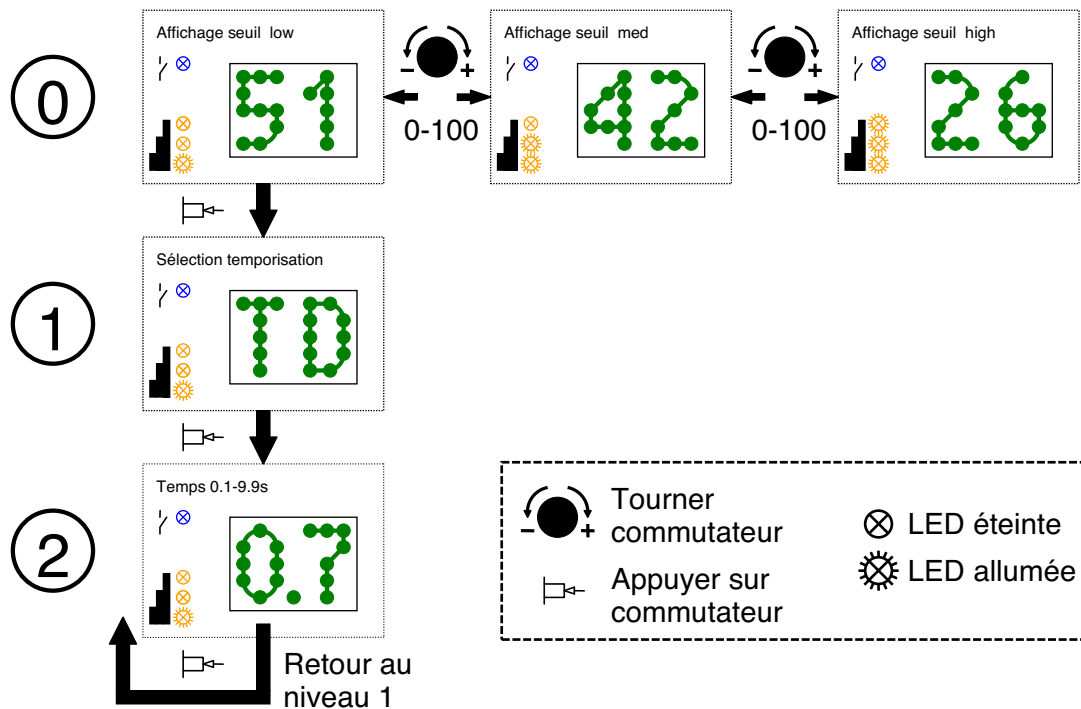 0
Affichage seuil low
51
- +
0-100
Affichage seuil med
42
- +
0-100
Affichage seuil high
26
1
Sélection temporisation
TD
2
Temps 0.1-9.9s
0.7
Retour au
niveau 1
- +
Tourner
commutateur
Appuyer sur
commutateur
LED éteinte
LED allumée